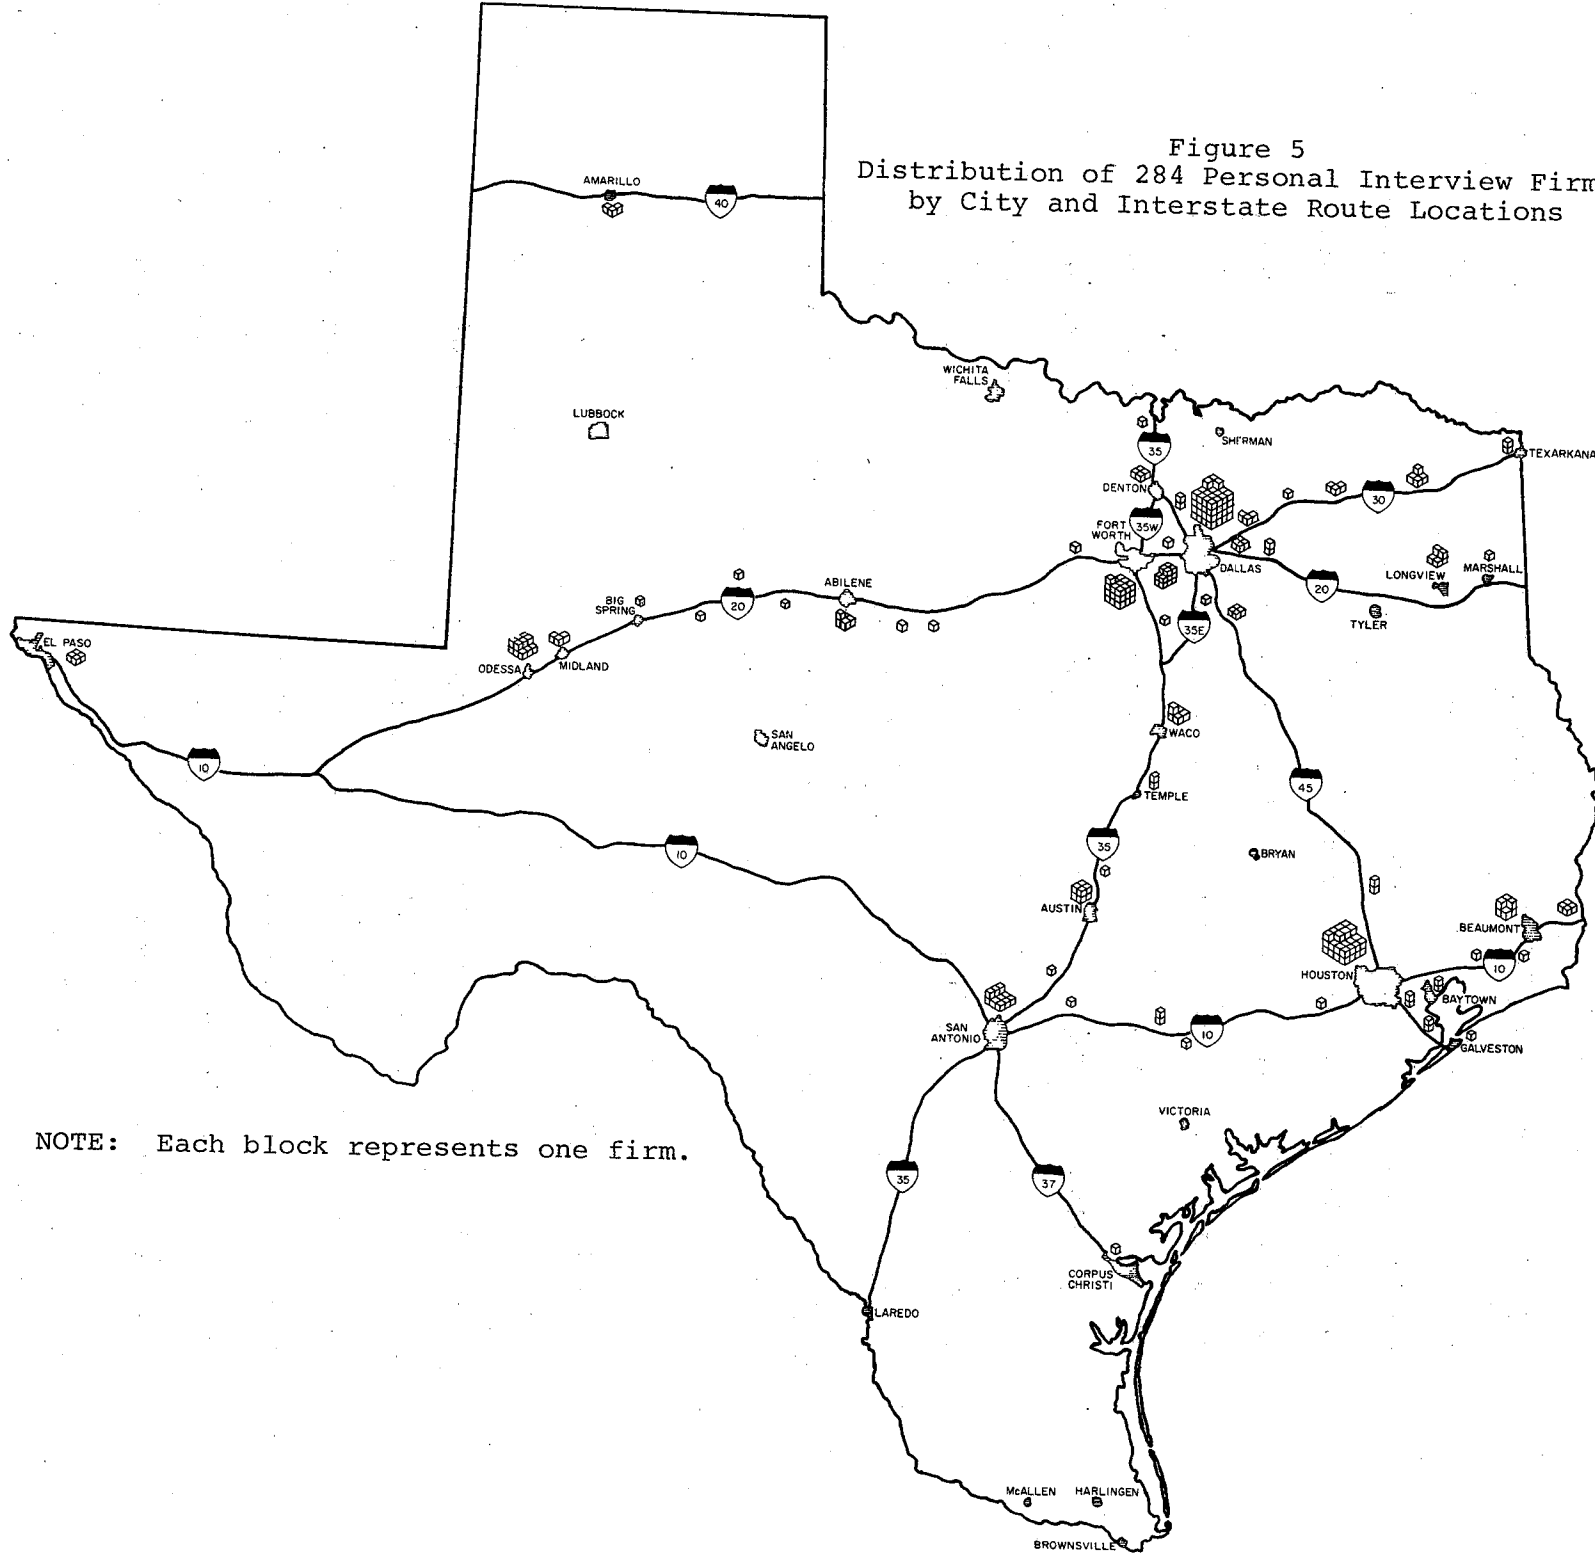 Figure 5
Distribution of 284 Personal Interview Firm
by City and Interstate Route Locations
AMARILLO
40
WICHITA
FALLS
LUBBOCK
35
SHERMAN
TEXARKANA
DENTON
30
35W
FORT
WORTH
DALLAS
LONGVIEW
MARSHALL
20
TYLER
ABILENE
BIG
SPRING
20
35E
EL PASO
ODESSA
MIDLAND
SAN
ANGELO
WACO
10
45
TEMPLE
35
10
BRYAN
AUSTIN
BEAUMONT
HOUSTON
10
BAYTOWN
SAN
ANTONIO
10
GALVESTON
VICTORIA
NOTE: Each block represents one firm.
35
37
CORPUS
CHRISTI
LAREDO
McALLEN
HARLINGEN
BROWNSVILLE